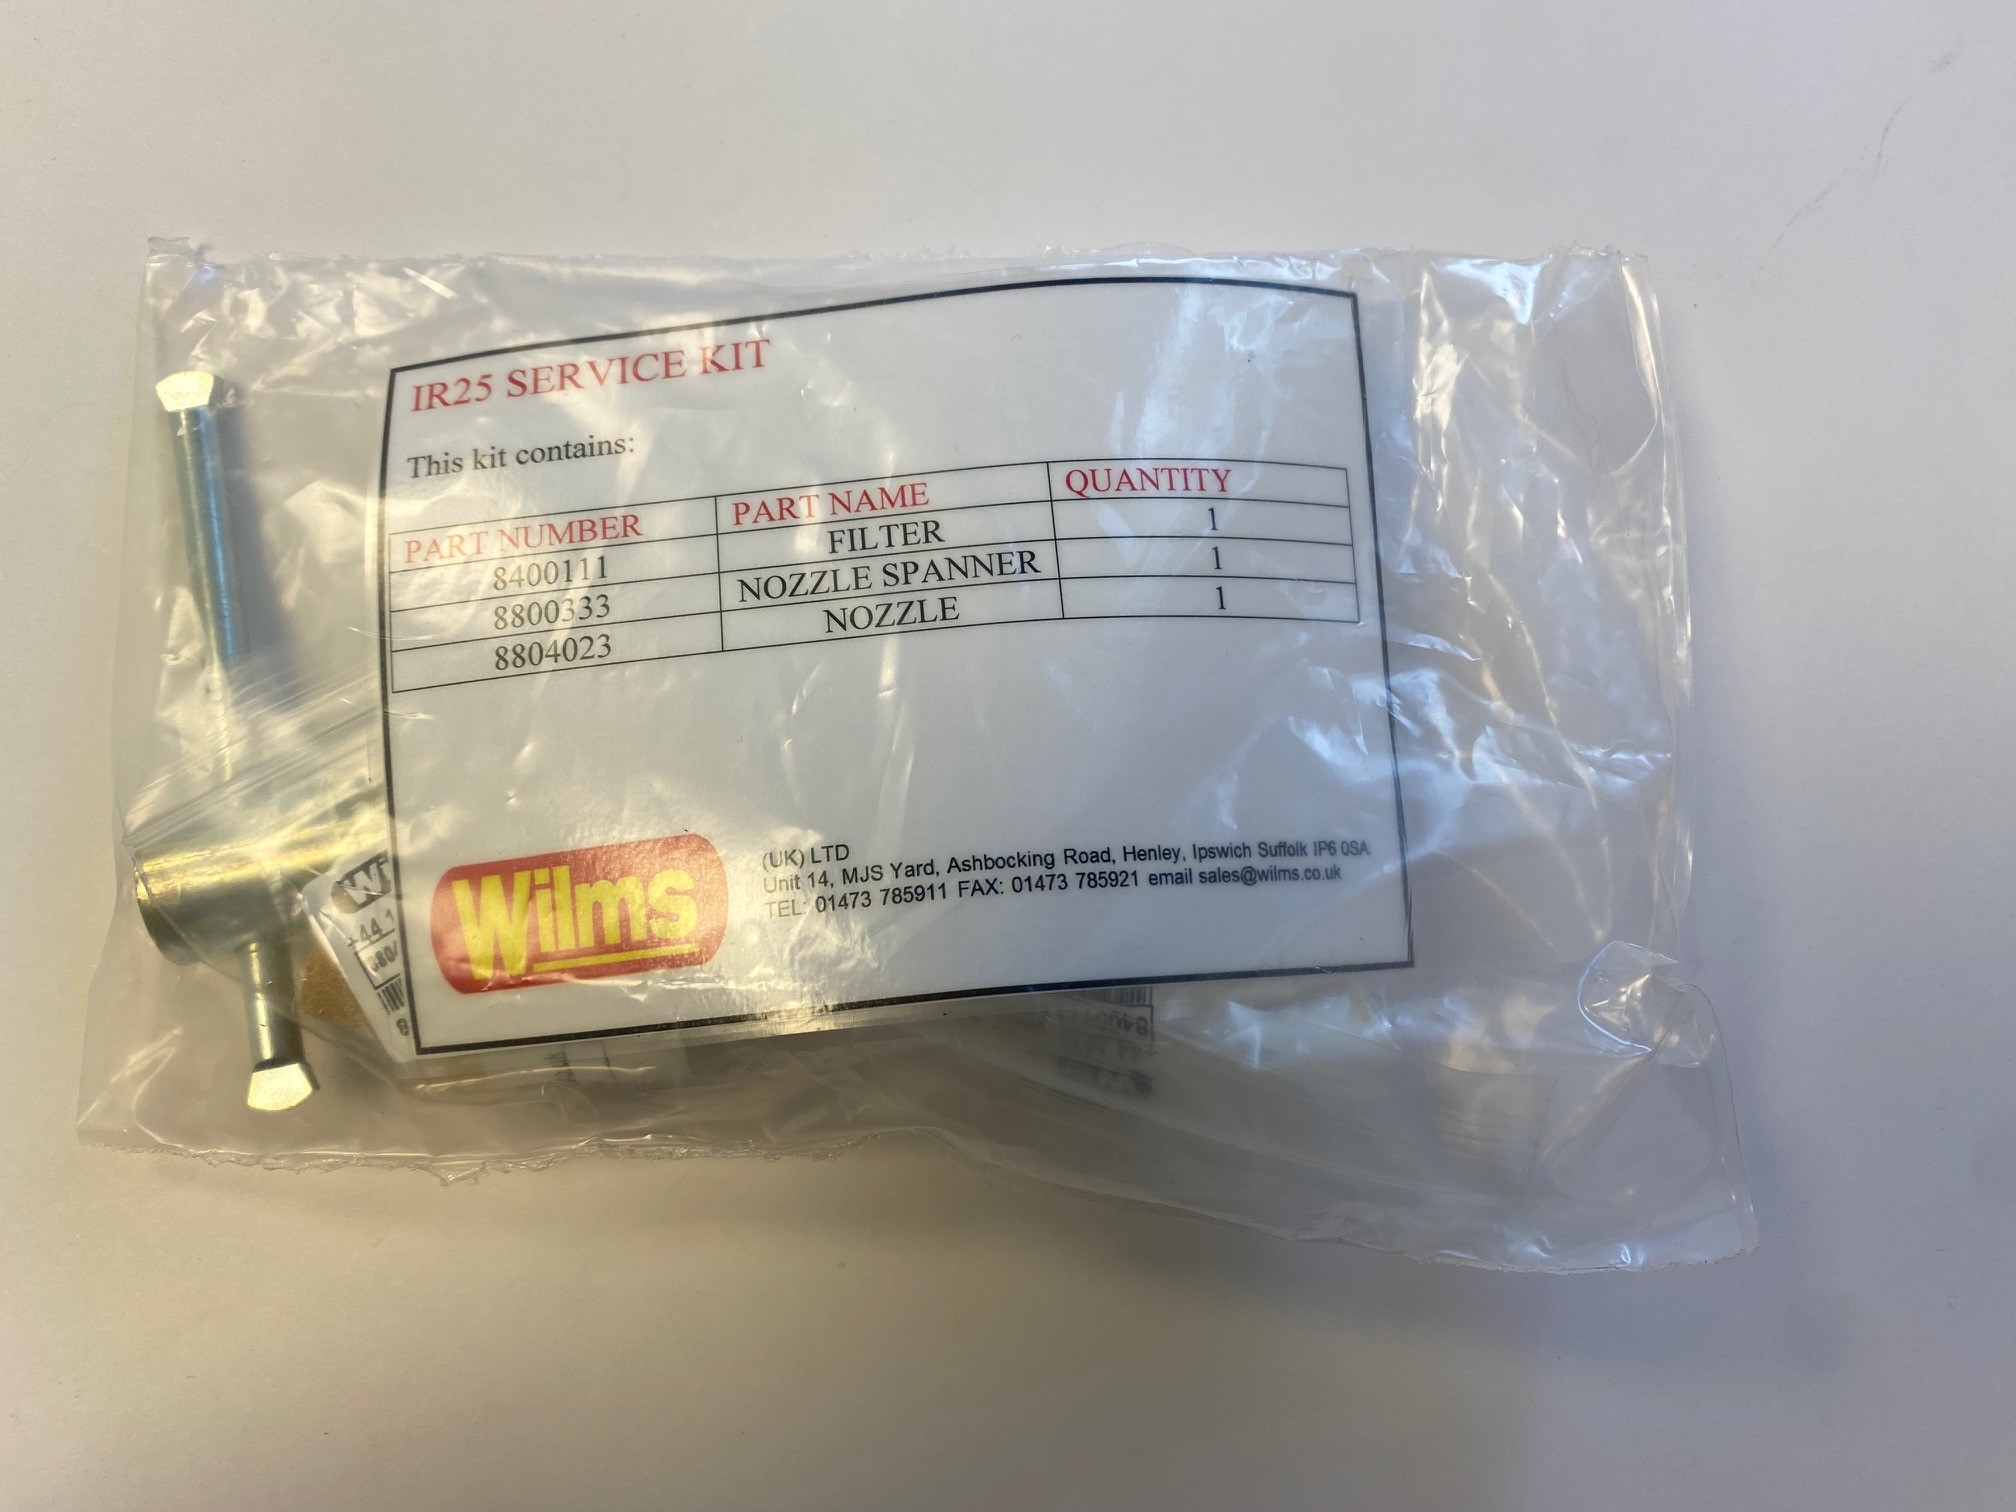 IR25 SERVICE KIT
This kit contains:
PART NUMBER PART NAME QUANTITY
8400111 FILTER 1
8800333 NOZZLE SPANNER 1
8804023 NOZZLE 1
Wilms
(UK) LTD
Unit 14, MJS Yard, Ashbocking Road, Henley, Ipswich Suffolk IP6 0SA.
TEL: 01473 785911 FAX: 01473 785921 email sales@wilms.co.uk